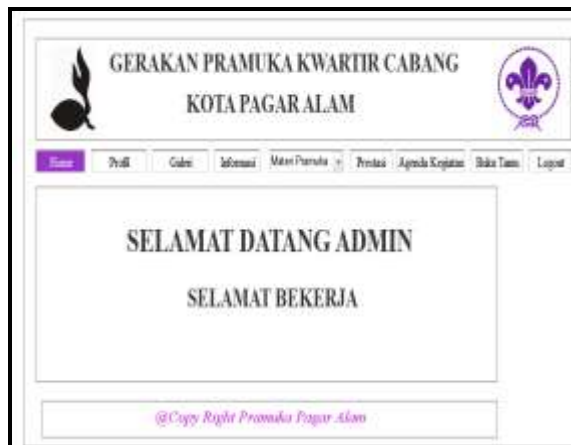 GERAKAN PRAMUKA KWARTIR CABANG
KOTA PAGAR ALAM
Home Profil Galeri Informasi Materi Pramuka Prestasi Agenda Kegiatan Buku Tamu Logout
SELAMAT DATANG ADMIN
SELAMAT BEKERJA
@Copy Right Pramuka Pagar Alam